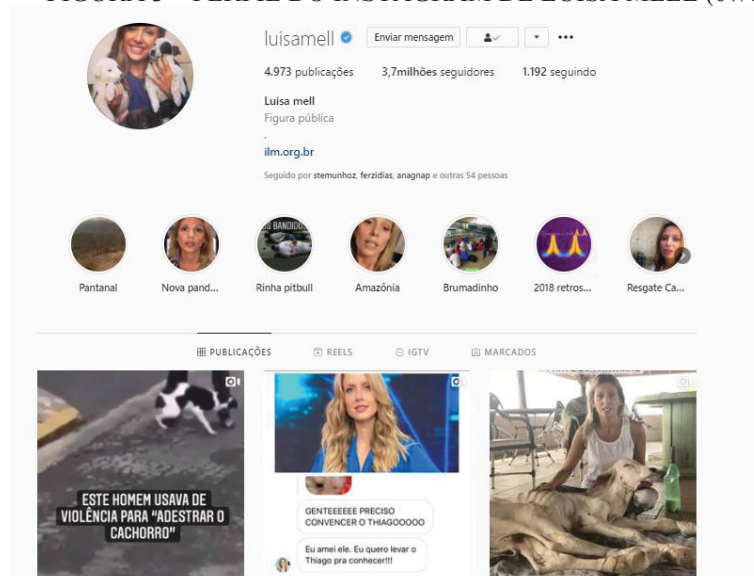 luisamell Enviar mensagem
4.973 publicações 3,7milhões seguidores 1.192 seguindo
Luisa mell
Figura pública
.
ilm.org.br
Seguido por stemunhoz, ferzidias, anagnap e outras 54 pessoas
OS BANDIDOS
Pantanal Nova pand... Rinha pitbull Amazônia Brumadinho 2018 retros... Resgate Ca...
PUBLICAÇÕES REELS IGTV MARCADOS
ESTE HOMEM USAVA DE
VIOLÊNCIA PARA "ADESTRAR O
CACHORRO"
GENTEEEEE PRECISO
CONVENCER O THIAGOOOOO
Eu amei ele. Eu quero levar o
Thiago pra conhecer!!!